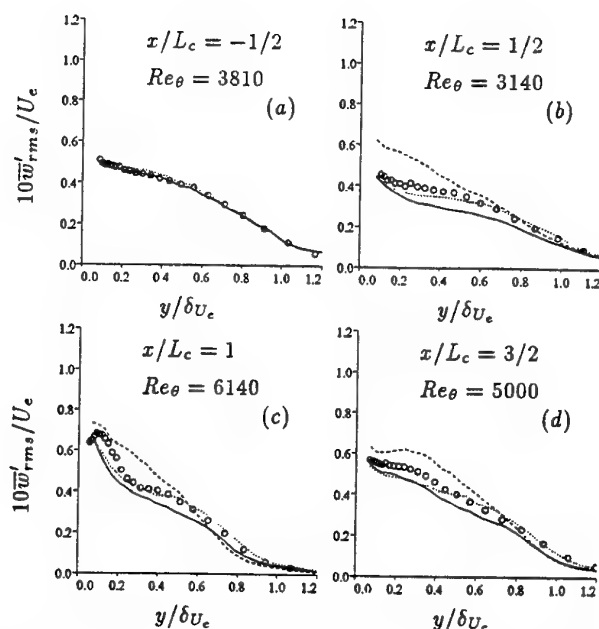 x/L_c = −1/2
Re_θ = 3810
(a)
10w̅′_rms/U_e
1.2
1.0
0.8
0.6
0.4
0.2
0.0
0.0 0.2 0.4 0.6 0.8 1.0 1.2
y/δ_{U_e}
x/L_c = 1/2
Re_θ = 3140
(b)
1.2
1.0
0.8
0.6
0.4
0.2
0.0
0.0 0.2 0.4 0.6 0.8 1.0 1.2
y/δ_{U_e}
x/L_c = 1
Re_θ = 6140
(c)
10w̅′_rms/U_e
1.2
1.0
0.8
0.6
0.4
0.2
0.0
0.0 0.2 0.4 0.6 0.8 1.0 1.2
y/δ_{U_e}
x/L_c = 3/2
Re_θ = 5000
(d)
1.2
1.0
0.8
0.6
0.4
0.2
0.0
0.0 0.2 0.4 0.6 0.8 1.0 1.2
y/δ_{U_e}